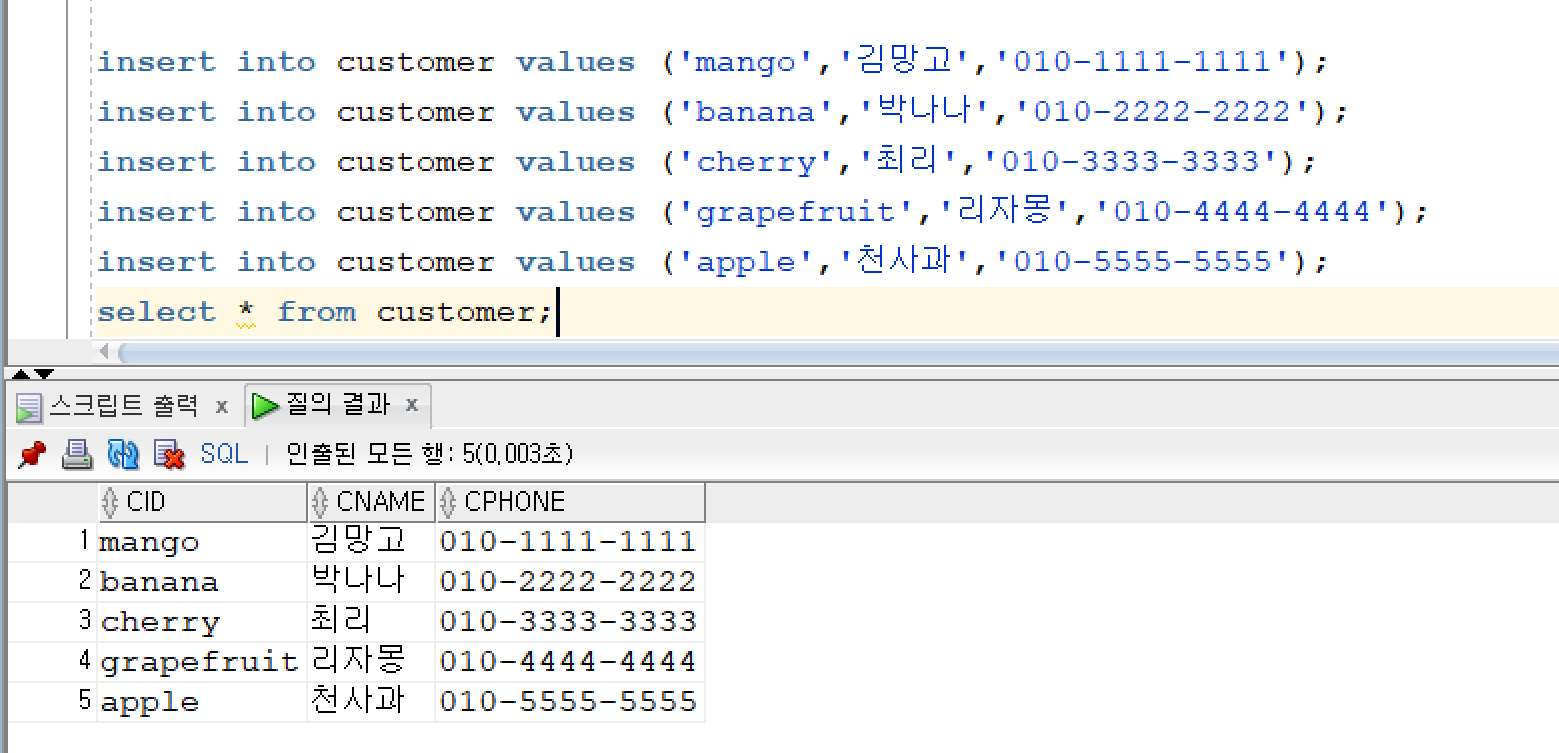 insert into customer values ('mango','김망고','010-1111-1111');
insert into customer values ('banana','박나나','010-2222-2222');
insert into customer values ('cherry','최리','010-3333-3333');
insert into customer values ('grapefruit','리자몽','010-4444-4444');
insert into customer values ('apple','천사과','010-5555-5555');
select * from customer;
스크립트 출력 x 질의 결과 x
SQL | 인출된 모든 행: 5(0,003초)
CID CNAME CPHONE
1 mango 김망고 010-1111-1111
2 banana 박나나 010-2222-2222
3 cherry 최리 010-3333-3333
4 grapefruit 리자몽 010-4444-4444
5 apple 천사과 010-5555-5555